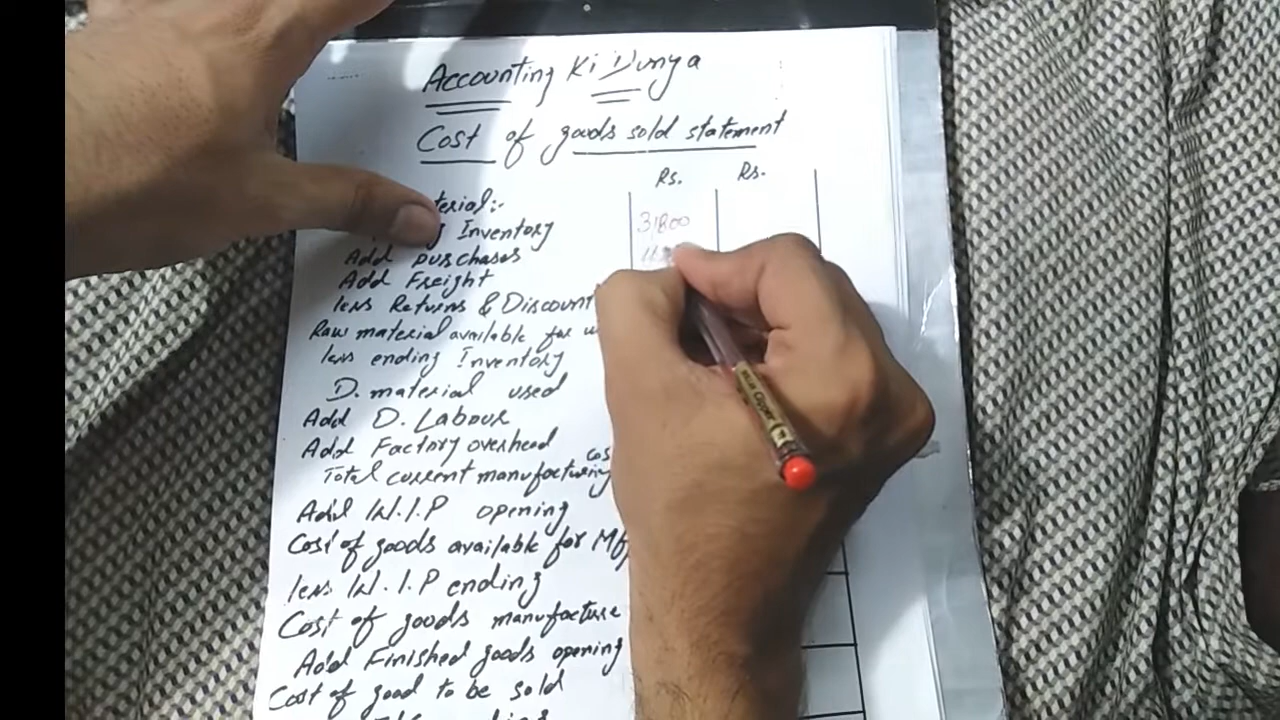 Accounting Ki Dunya
Cost of goods sold statement
Rs. Rs.
terial:-
Inventory 31800
Add purchases
Add Freight
less Returns & Discount
Raw material available for
less ending Inventory
D. material used
Add D. Labour
Add Factory overhead
Total current manufacturing cos
Add W.I.P opening
Cost of goods available for Mf
less W.I.P ending
Cost of goods manufacture
Add Finished goods opening
Cost of good to be sold